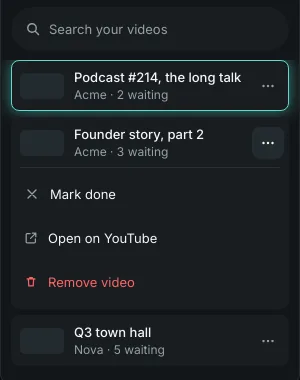 Search your videos
Podcast #214, the long talk
Acme · 2 waiting
Founder story, part 2
Acme · 3 waiting
Mark done
Open on YouTube
Remove video
Q3 town hall
Nova · 5 waiting